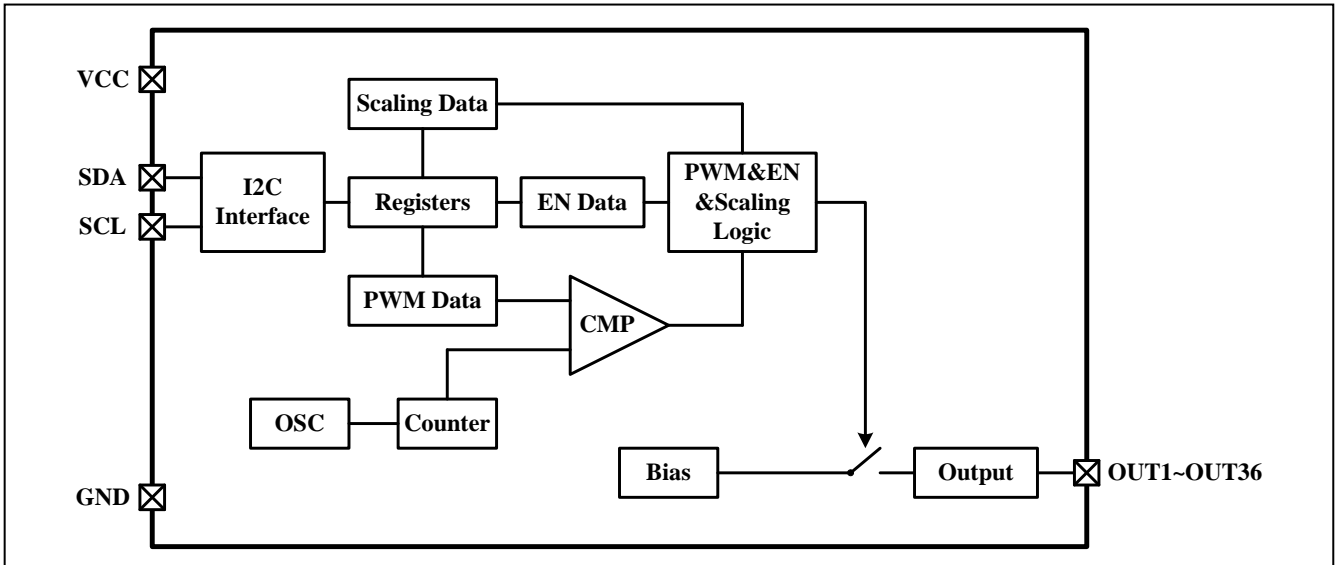 VCC
Scaling Data
SDA
SCL
I2C
Interface
Registers
EN Data
PWM&EN
&Scaling
Logic
PWM Data
CMP
OSC
Counter
GND
Bias
Output
OUT1~OUT36